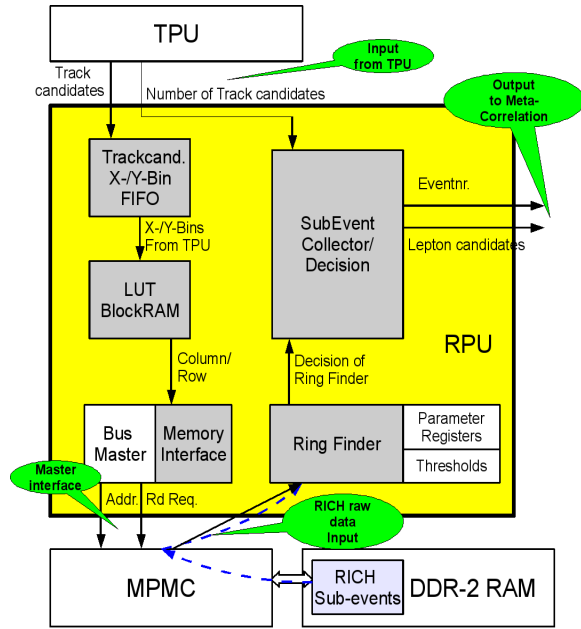 TPU
Input
from TPU
Output
to Meta-
Correlation
Track
candidates
Number of Track candidates
Trackcand.
X-/Y-Bin
FIFO
SubEvent
Collector/
Decision
Eventnr.
Lepton candidates
X-/Y-Bins
From TPU
LUT
BlockRAM
RPU
Column/
Row
Decision of
Ring Finder
Bus
Master
Memory
Interface
Ring Finder
Parameter
Registers
Thresholds
Master
interface
Addr.
Rd Req.
RICH raw
data
Input
MPMC
RICH
Sub-events
DDR-2 RAM